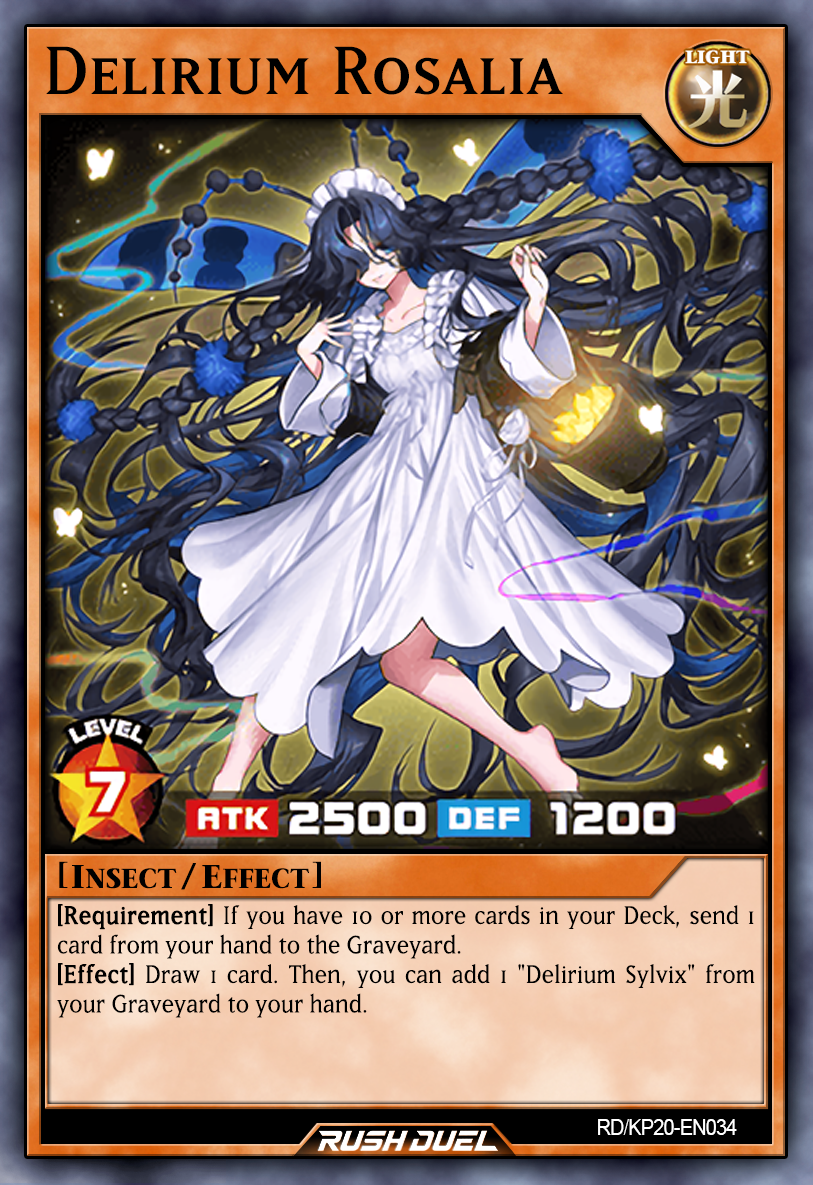 Delirium Rosalia
LIGHT
光
LEVEL
7
ATK 2500 DEF 1200
[Insect/Effect]
[Requirement] If you have 10 or more cards in your Deck, send 1
card from your hand to the Graveyard.
[Effect] Draw 1 card. Then, you can add 1 "Delirium Sylvix" from
your Graveyard to your hand.
RD/KP20-EN034
RUSH DUEL